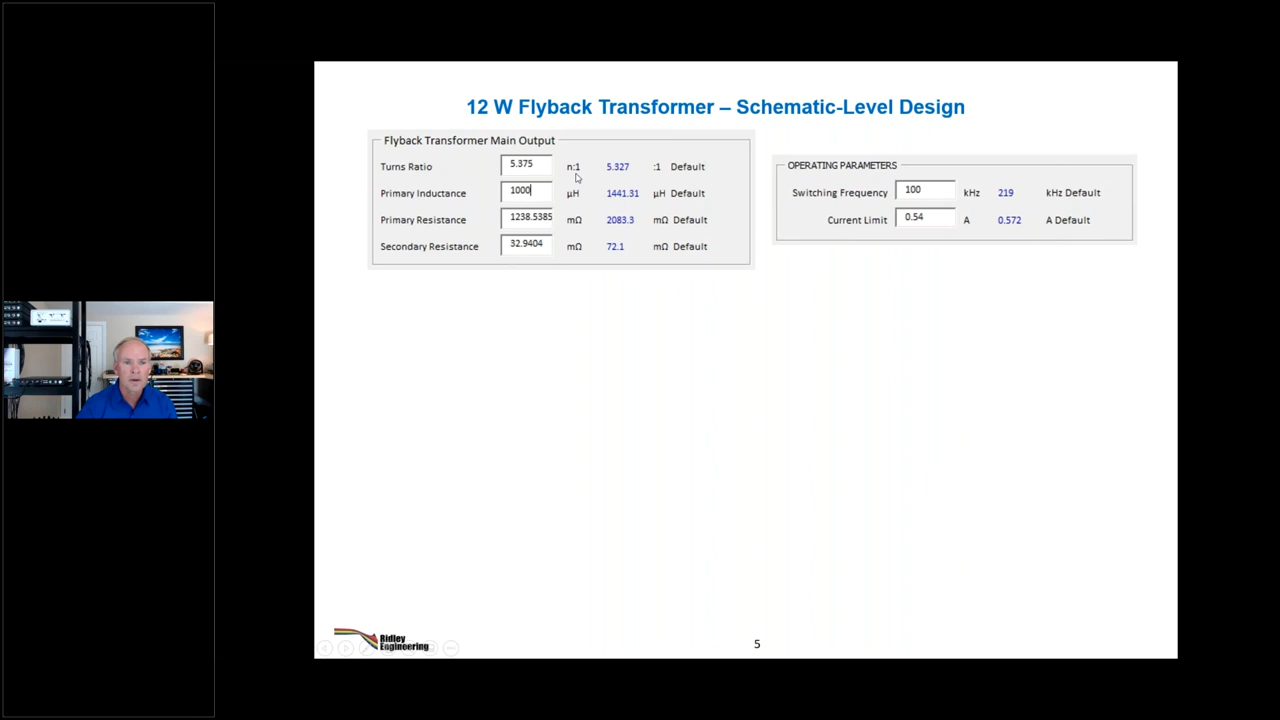 12 W Flyback Transformer – Schematic-Level Design
Flyback Transformer Main Output
Turns Ratio 5.375 n:1 5.327 :1 Default
Primary Inductance 1000 μH 1441.31 μH Default
Primary Resistance 1238.5385 mΩ 2083.3 mΩ Default
Secondary Resistance 32.9404 mΩ 72.1 mΩ Default
OPERATING PARAMETERS
Switching Frequency 100 kHz 219 kHz Default
Current Limit 0.54 A 0.572 A Default
Ridley
Engineering
5